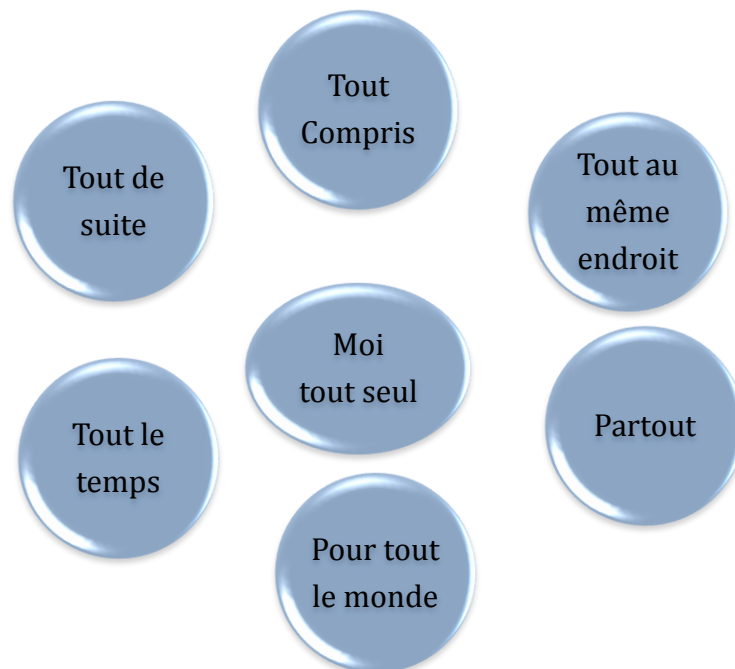 Tout
Compris
Tout de
suite
Tout au
même
endroit
Moi
tout seul
Tout le
temps
Partout
Pour tout
le monde